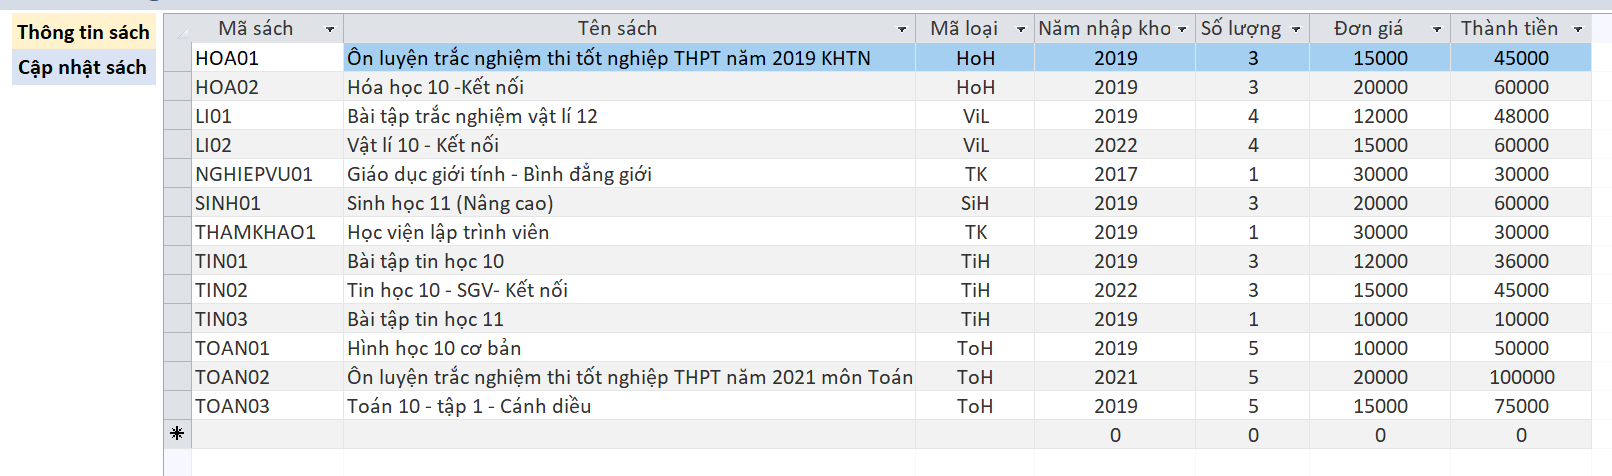 Thông tin sách
Cập nhật sách
Mã sách Tên sách Mã loại Năm nhập kho Số lượng Đơn giá Thành tiền
HOA01 Ôn luyện trắc nghiệm thi tốt nghiệp THPT năm 2019 KHTN HoH 2019 3 15000 45000
HOA02 Hóa học 10 -Kết nối HoH 2019 3 20000 60000
LI01 Bài tập trắc nghiệm vật lí 12 ViL 2019 4 12000 48000
LI02 Vật lí 10 - Kết nối ViL 2022 4 15000 60000
NGHIEPVU01 Giáo dục giới tính - Bình đẳng giới TK 2017 1 30000 30000
SINH01 Sinh học 11 (Nâng cao) SiH 2019 3 20000 60000
THAMKHAO1 Học viện lập trình viên TK 2019 1 30000 30000
TIN01 Bài tập tin học 10 TiH 2019 3 12000 36000
TIN02 Tin học 10 - SGV- Kết nối TiH 2022 3 15000 45000
TIN03 Bài tập tin học 11 TiH 2019 1 10000 10000
TOAN01 Hình học 10 cơ bản ToH 2019 5 10000 50000
TOAN02 Ôn luyện trắc nghiệm thi tốt nghiệp THPT năm 2021 môn Toán ToH 2021 5 20000 100000
TOAN03 Toán 10 - tập 1 - Cánh diều ToH 2019 5 15000 75000
* 0 0 0 0